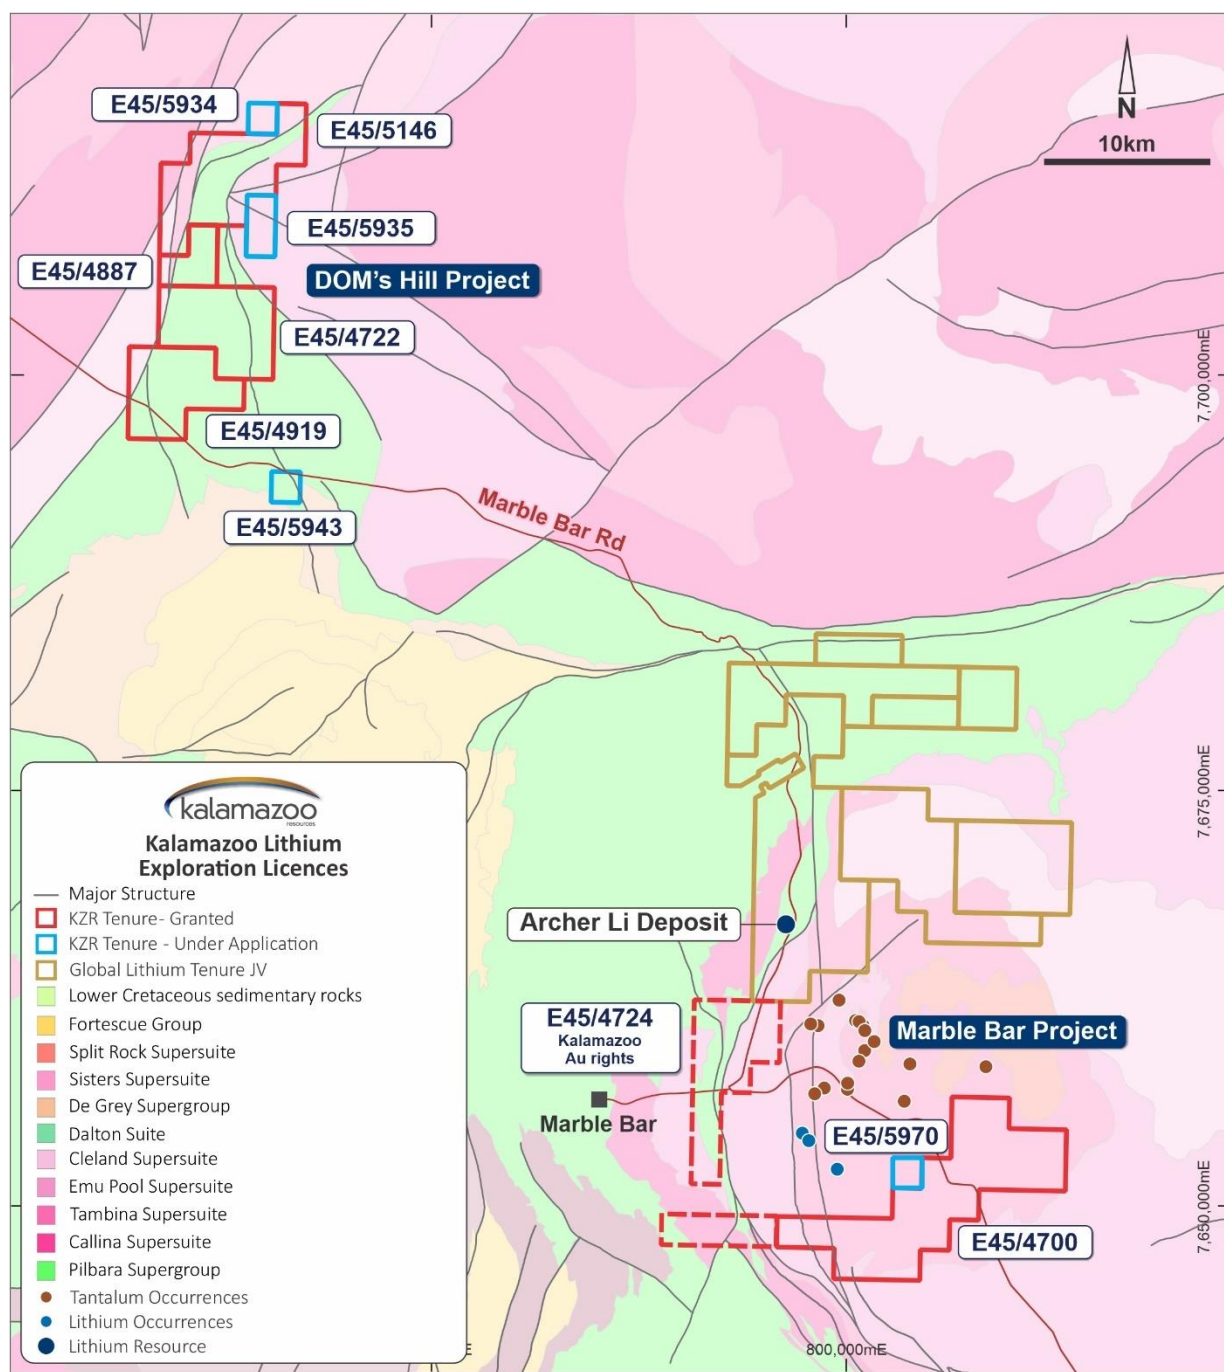 E45/5934
E45/5146
N
10km
E45/5935
E45/4887
DOM's Hill Project
E45/4722
7,700,000mE
E45/4919
Marble Bar Rd
E45/5943
7,675,000mE
kalamazoo
resources
Kalamazoo Lithium
Exploration Licences
Major Structure
KZR Tenure- Granted
KZR Tenure - Under Application
Global Lithium Tenure JV
Lower Cretaceous sedimentary rocks
Fortescue Group
Split Rock Supersuite
Sisters Supersuite
De Grey Supergroup
Dalton Suite
Cleland Supersuite
Emu Pool Supersuite
Tambina Supersuite
Callina Supersuite
Pilbara Supergroup
Tantalum Occurrences
Lithium Occurrences
Lithium Resource
Archer Li Deposit
E45/4724
Kalamazoo
Au rights
Marble Bar Project
Marble Bar
E45/5970
7,650,000mE
E45/4700
800,000mE